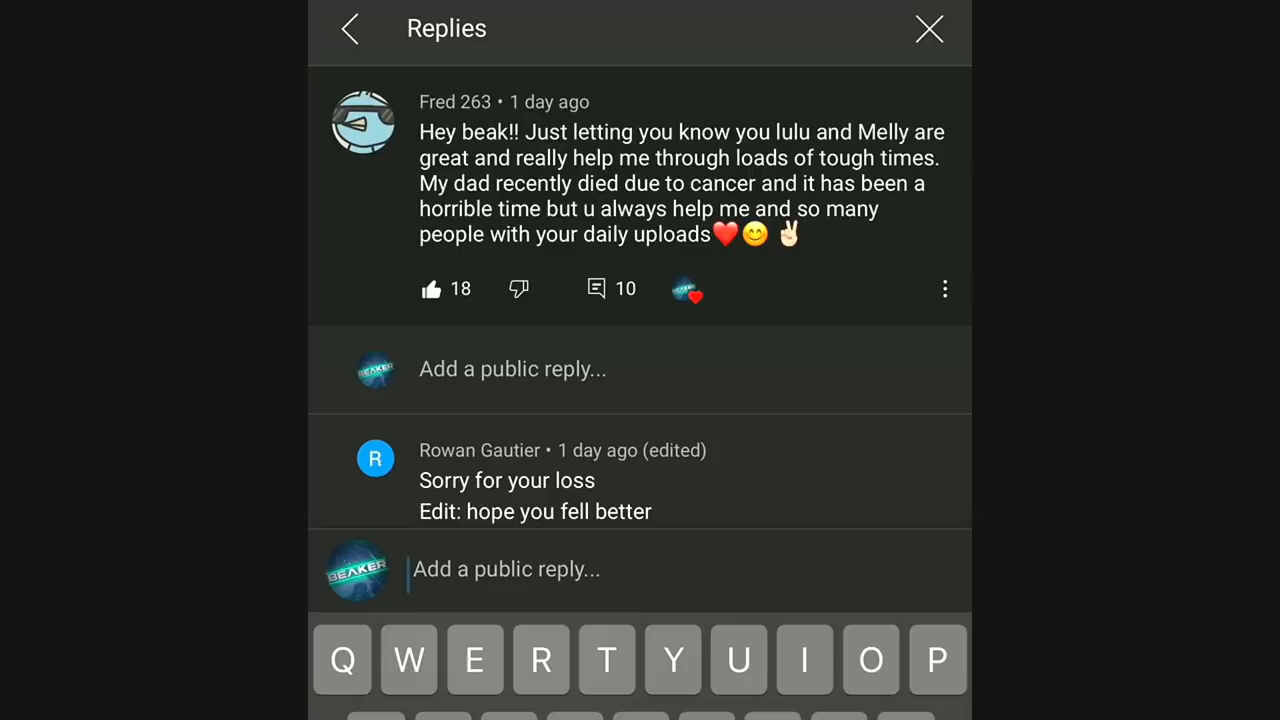 Replies
Fred 263 • 1 day ago
Hey beak!! Just letting you know you lulu and Melly are
great and really help me through loads of tough times.
My dad recently died due to cancer and it has been a
horrible time but u always help me and so many
people with your daily uploads❤️😊 ✌🏻
18 10
BEAKER Add a public reply...
R Rowan Gautier • 1 day ago (edited)
Sorry for your loss
Edit: hope you fell better
BEAKER Add a public reply...
Q W E R T Y U I O P